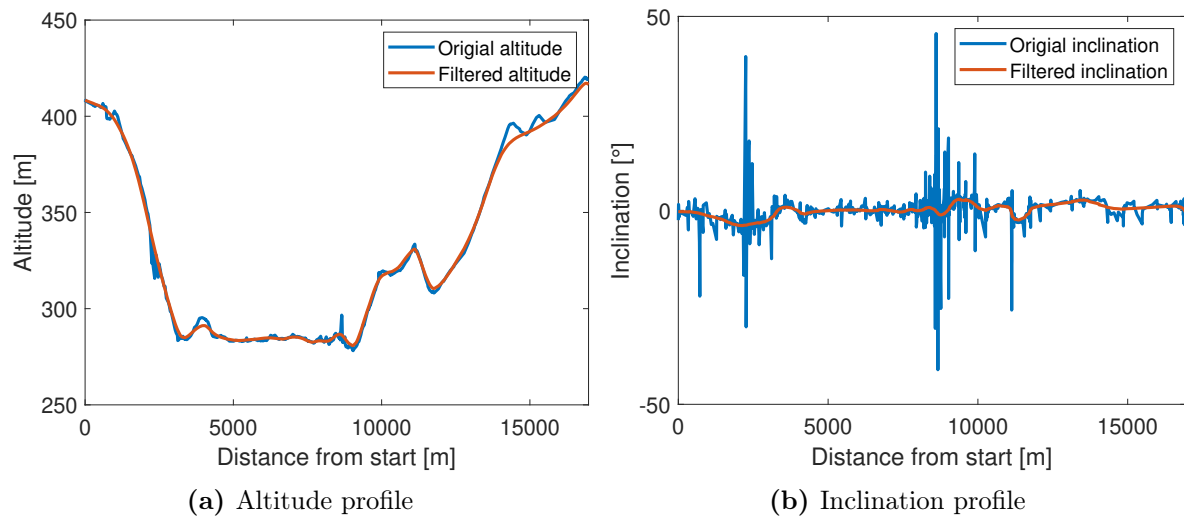 450
400
350
300
250
Altitude [m]
Origial altitude
Filtered altitude
0
5000
10000
15000
Distance from start [m]
(a) Altitude profile
50
0
-50
Inclination [°]
Origial inclination
Filtered inclination
0
5000
10000
15000
Distance from start [m]
(b) Inclination profile